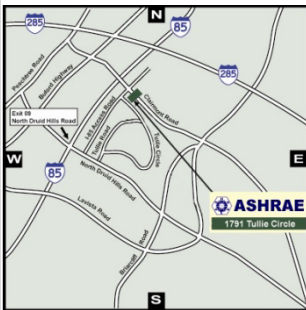 N
85
285
285
Peachtree Road
Buford Highway
I-85 Access Road
Clairmont Road
Exit 89
North Druid Hills Road
Tullie Road
Tullie Circle
W
E
85
North Druid Hills Road
ASHRAE
1791 Tullie Circle
Lavista Road
Briarcliff Road
S